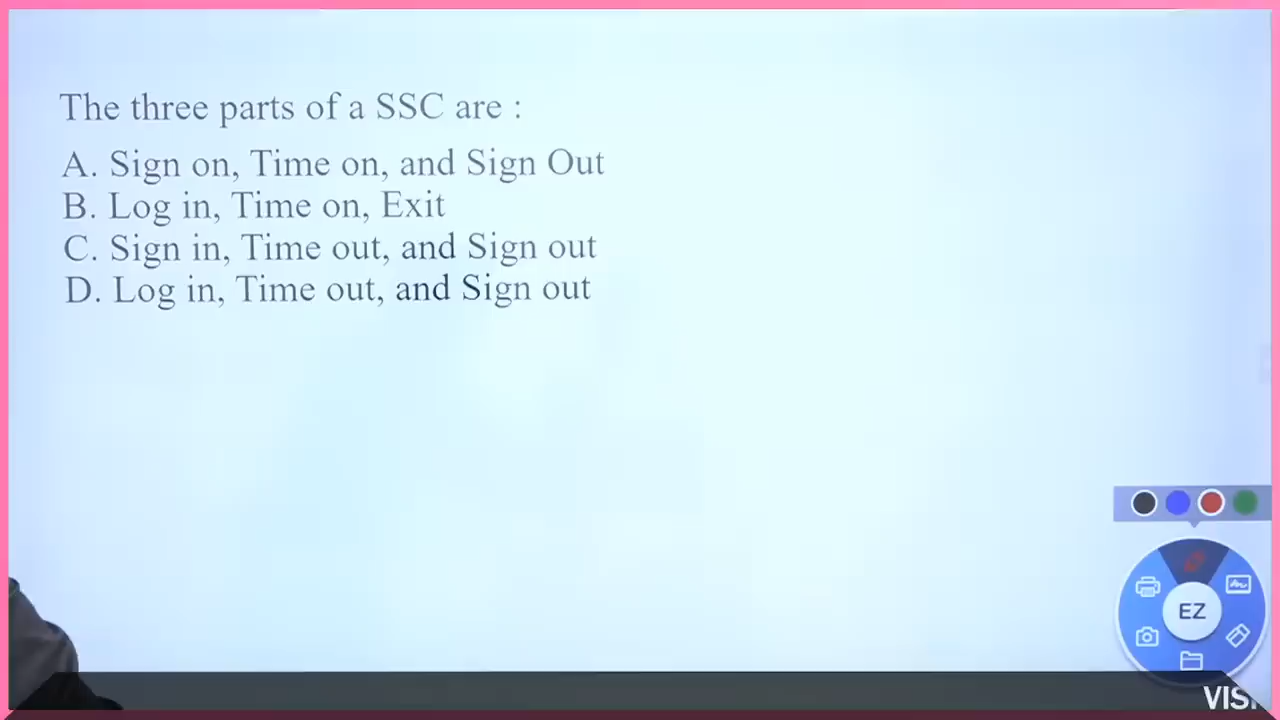 The three parts of a SSC are :
A. Sign on, Time on, and Sign Out
B. Log in, Time on, Exit
C. Sign in, Time out, and Sign out
D. Log in, Time out, and Sign out
EZ